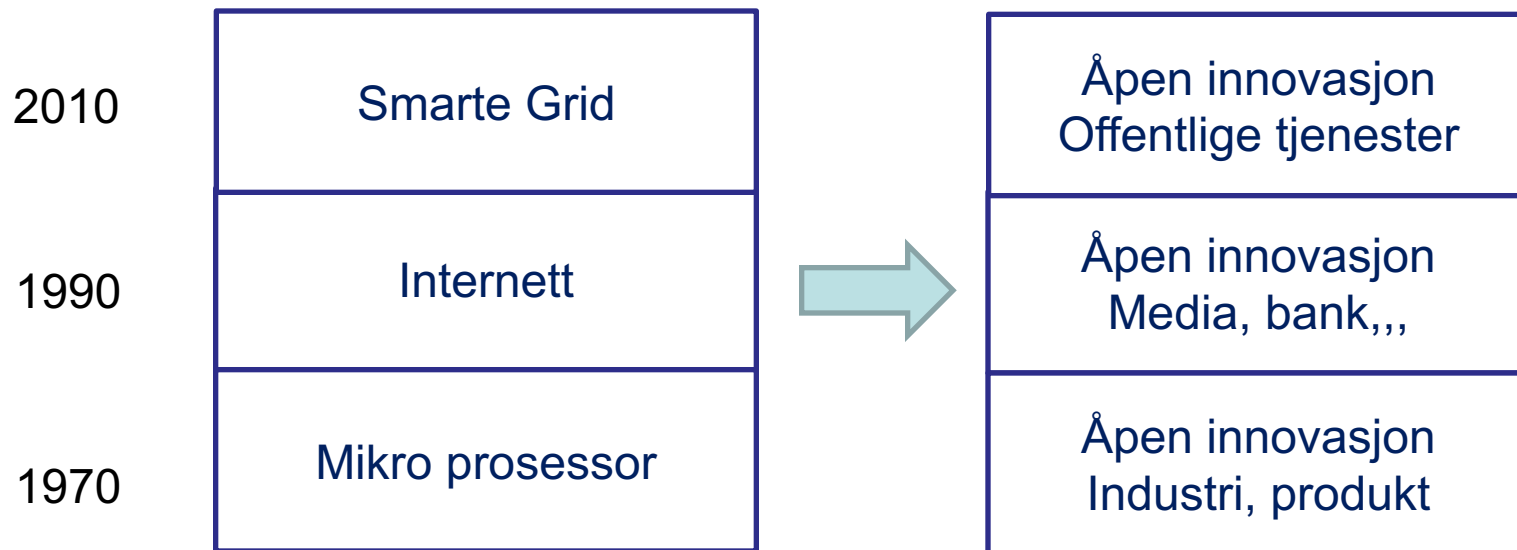 2010
Smarte Grid
Åpen innovasjon
Offentlige tjenester
1990
Internett
Åpen innovasjon
Media, bank,,,
1970
Mikro prosessor
Åpen innovasjon
Industri, produkt